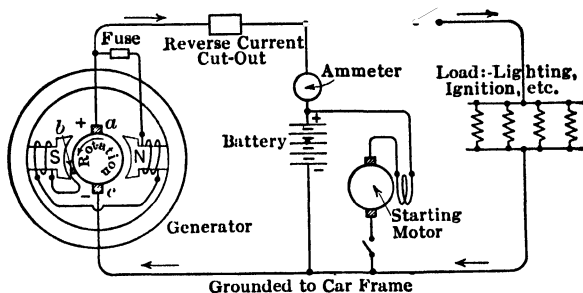 Fuse
Reverse Current
Cut-Out
Ammeter
Load:-Lighting,
Ignition, etc.
+
a
b
+
Battery
S
Rotation
N
-
c
-
Starting
Motor
Generator
Grounded to Car Frame